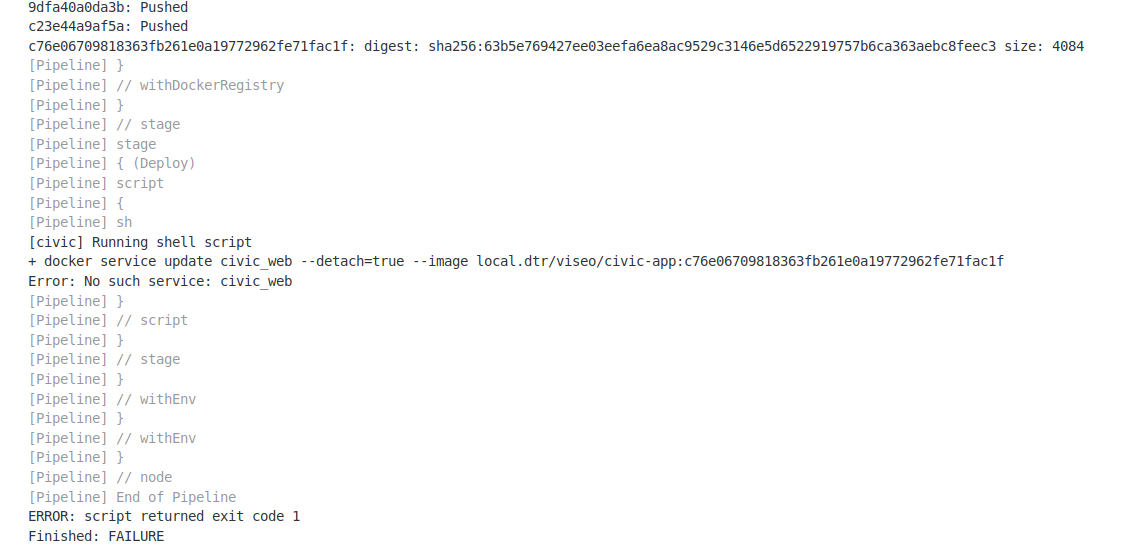 9dfa40a0da3b: Pushed
c23e44a9af5a: Pushed
c76e06709818363fb261e0a19772962fe71fac1f: digest: sha256:63b5e769427ee03eefa6ea8ac9529c3146e5d6522919757b6ca363aebc8feec3 size: 4084
[Pipeline] }
[Pipeline] // withDockerRegistry
[Pipeline] }
[Pipeline] // stage
[Pipeline] stage
[Pipeline] { (Deploy)
[Pipeline] script
[Pipeline] {
[Pipeline] sh
[civic] Running shell script
+ docker service update civic_web --detach=true --image local.dtr/viseo/civic-app:c76e06709818363fb261e0a19772962fe71fac1f
Error: No such service: civic_web
[Pipeline] }
[Pipeline] // script
[Pipeline] }
[Pipeline] // stage
[Pipeline] }
[Pipeline] // withEnv
[Pipeline] }
[Pipeline] // withEnv
[Pipeline] }
[Pipeline] // node
[Pipeline] End of Pipeline
ERROR: script returned exit code 1
Finished: FAILURE